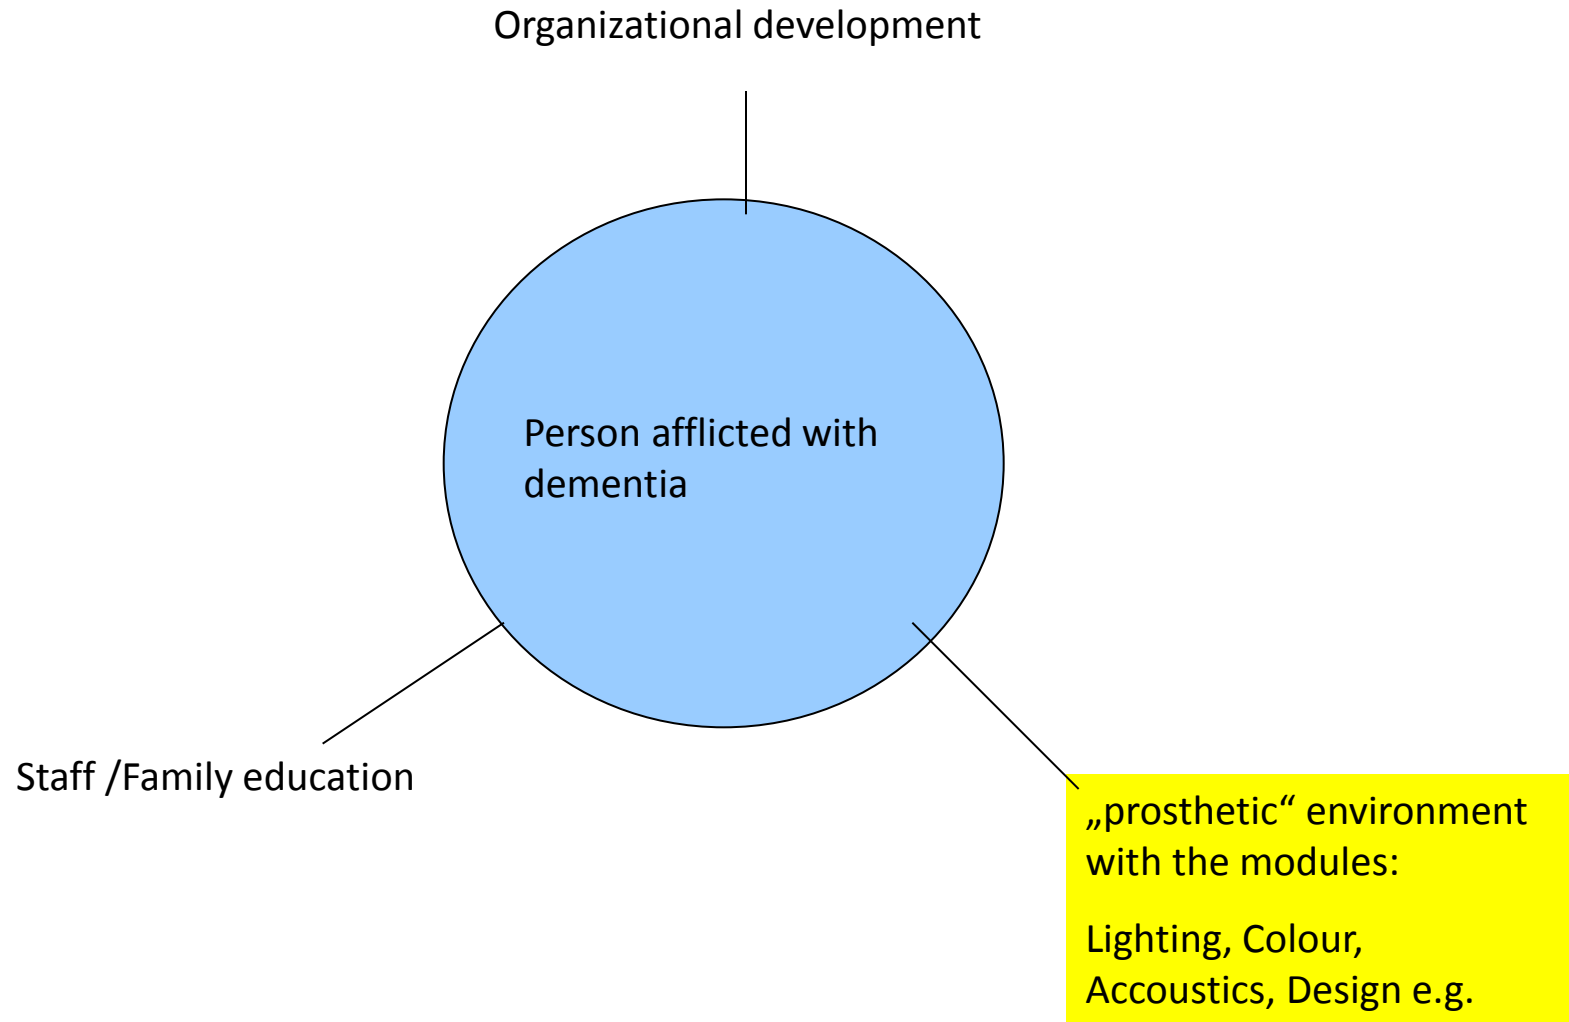 Organizational development
Person afflicted with
dementia
Staff /Family education
„prosthetic“ environment
with the modules:
Lighting, Colour,
Accoustics, Design e.g.